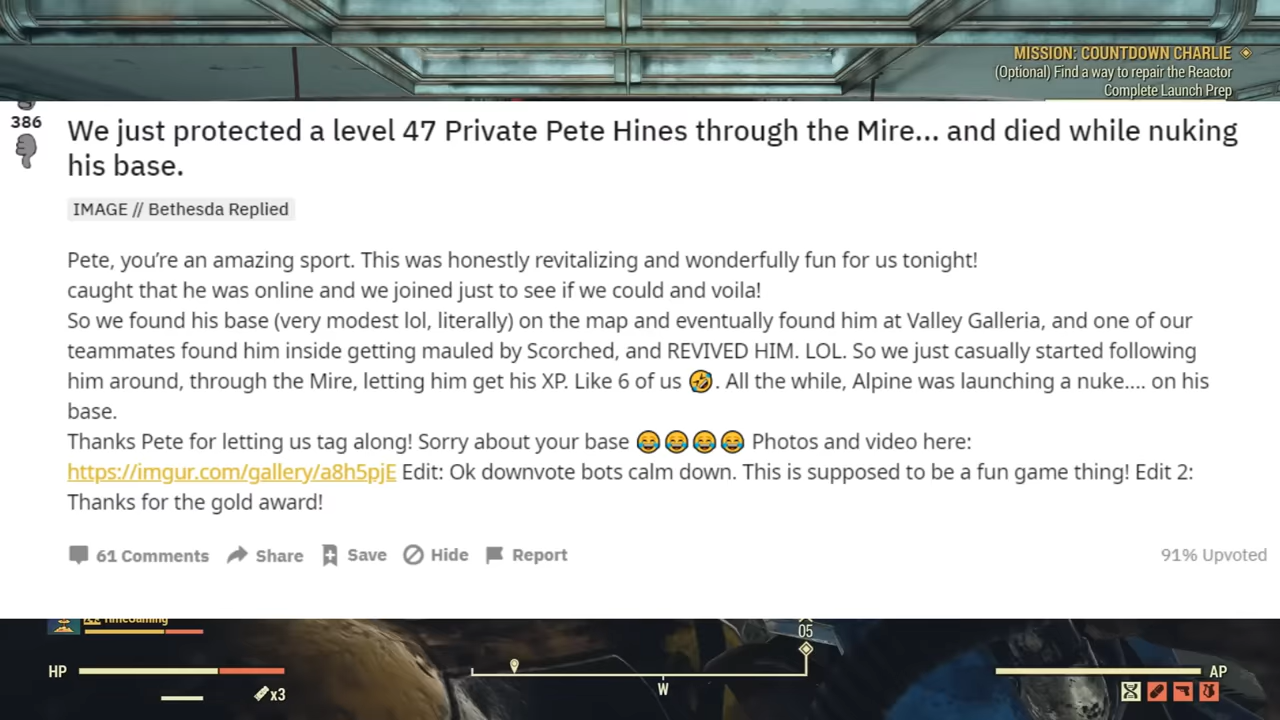 MISSION: COUNTDOWN CHARLIE
(Optional) Find a way to repair the Reactor
Complete Launch Prep
386
We just protected a level 47 Private Pete Hines through the Mire... and died while nuking
his base.
IMAGE // Bethesda Replied
Pete, you’re an amazing sport. This was honestly revitalizing and wonderfully fun for us tonight!
caught that he was online and we joined just to see if we could and voila!
So we found his base (very modest lol, literally) on the map and eventually found him at Valley Galleria, and one of our
teammates found him inside getting mauled by Scorched, and REVIVED HIM. LOL. So we just casually started following
him around, through the Mire, letting him get his XP. Like 6 of us 🤣. All the while, Alpine was launching a nuke.... on his
base.
Thanks Pete for letting us tag along! Sorry about your base 😂😂😂😂 Photos and video here:
https://imgur.com/gallery/a8h5pjE Edit: Ok downvote bots calm down. This is supposed to be a fun game thing! Edit 2:
Thanks for the gold award!
61 Comments Share Save Hide Report 91% Upvoted
05
HP
AP
W
x3